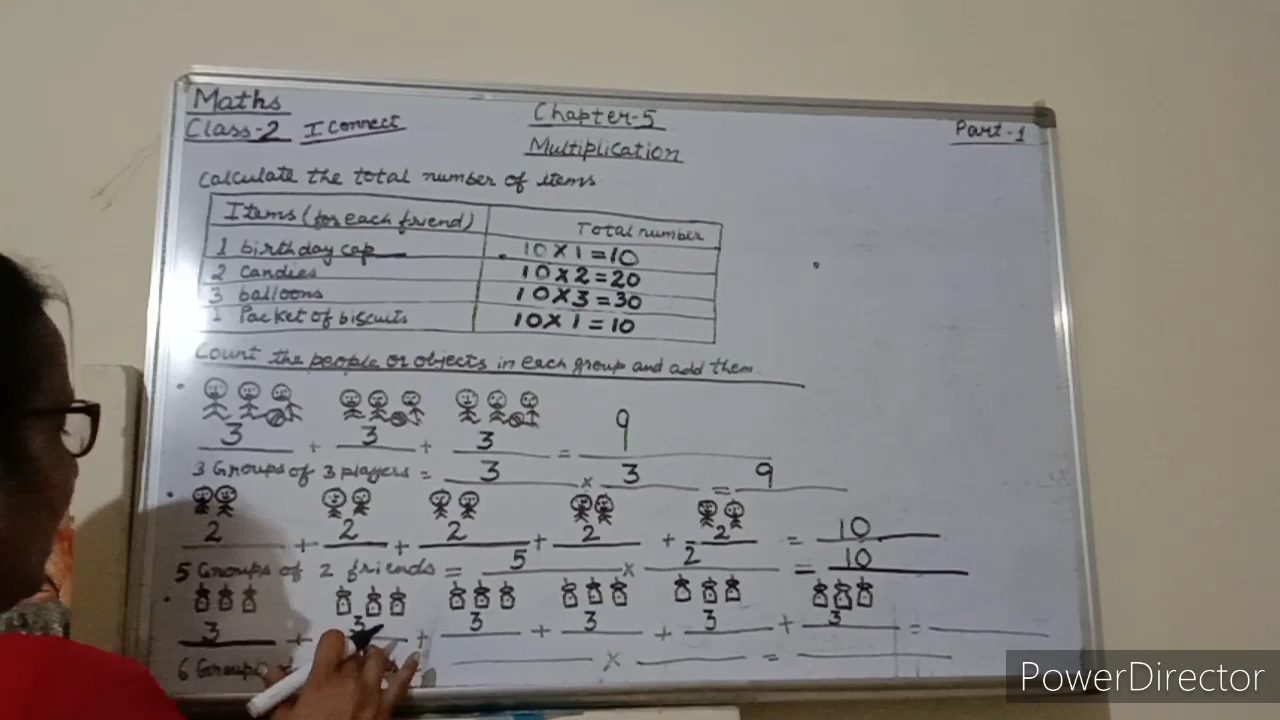 Maths
Class-2 I connect
Chapter-5
Multiplication
Part-1
Calculate the total number of items
Items (for each friend) Total number
1 birthday cap 10 × 1 = 10
2 candies 10 × 2 = 20
3 balloons 10 × 3 = 30
1 Packet of biscuits 10 × 1 = 10
Count the people or objects in each group and add them
3 + 3 + 3 = 9
3 Groups of 3 players = 3 × 3 = 9
2 + 2 + 2 + 2 + 2 = 10
5 Groups of 2 friends = 5 × 2 = 10
3 + 3 + 3 + 3 + 3 + 3 =
6 Groups × =
PowerDirector